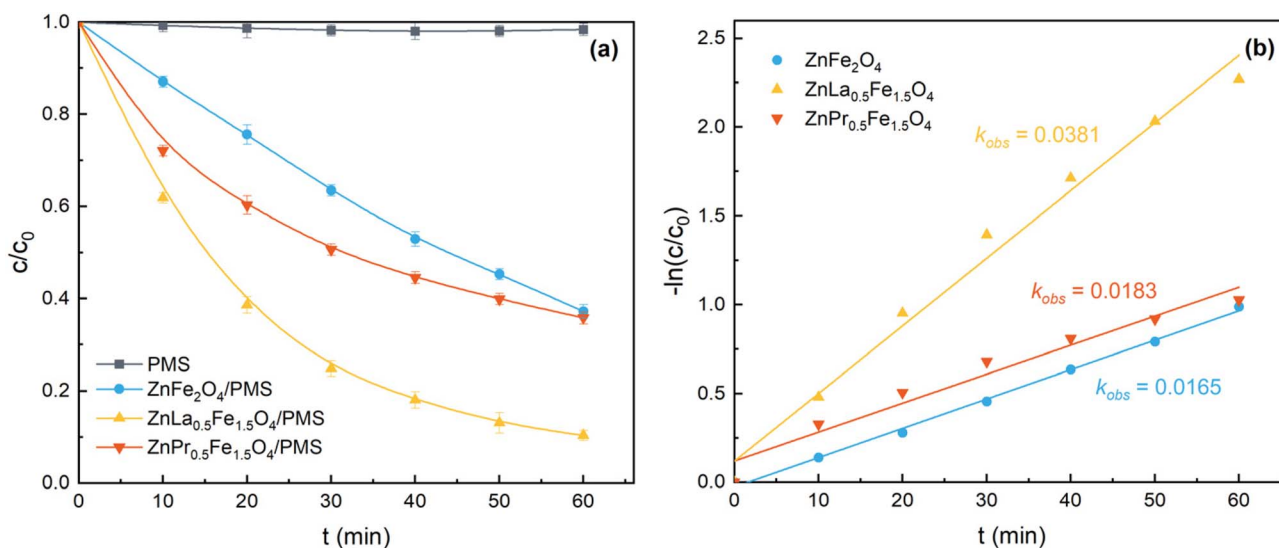 (a)
1.0
0.8
0.6
0.4
0.2
0.0
c/c₀
PMS
ZnFe₂O₄/PMS
ZnLa₀.₅Fe₁.₅O₄/PMS
ZnPr₀.₅Fe₁.₅O₄/PMS
0 10 20 30 40 50 60
t (min)
(b)
2.5
2.0
1.5
1.0
0.5
0.0
-ln(c/c₀)
ZnFe₂O₄
ZnLa₀.₅Fe₁.₅O₄
ZnPr₀.₅Fe₁.₅O₄
k_obs = 0.0381
k_obs = 0.0183
k_obs = 0.0165
0 10 20 30 40 50 60
t (min)